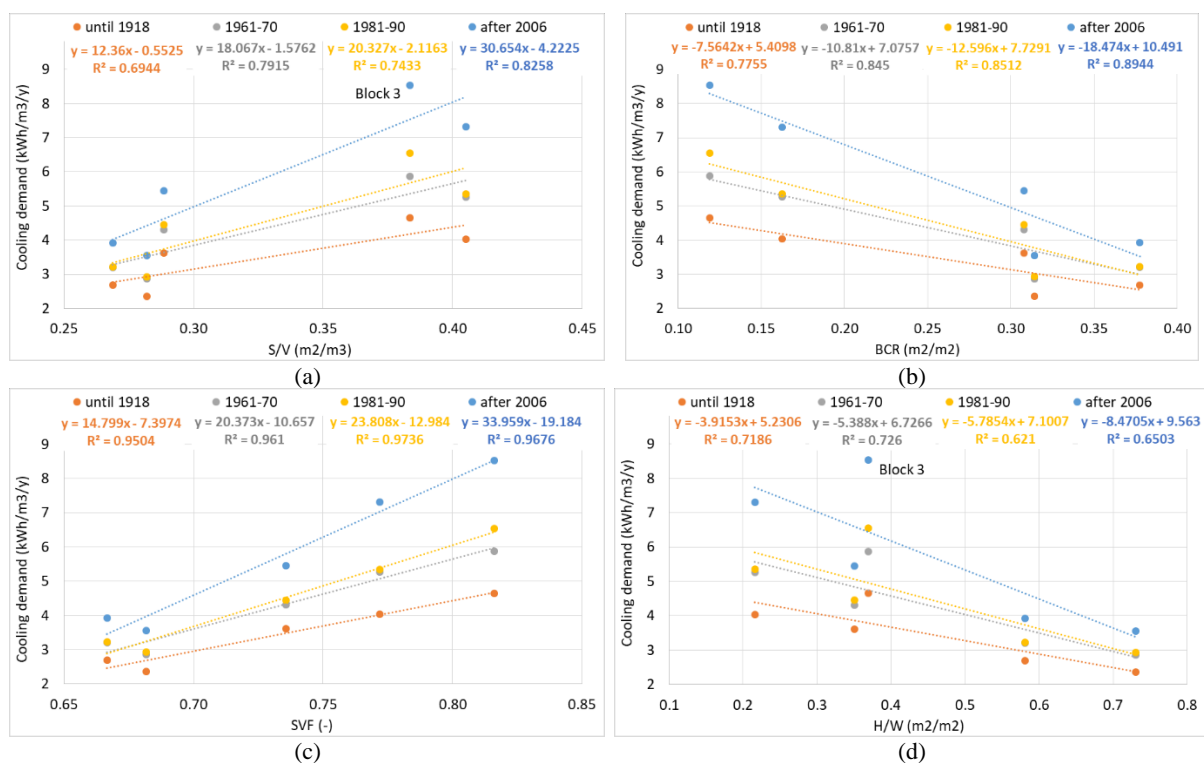 until 1918 1961-70 1981-90 after 2006
y = 12.36x - 0.5525 y = 18.067x - 1.5762 y = 20.327x - 2.1163 y = 30.654x - 4.2225
R² = 0.6944 R² = 0.7915 R² = 0.7433 R² = 0.8258
Block 3
Cooling demand (kWh/m3/y)
9
8
7
6
5
4
3
2
0.25 0.30 0.35 0.40 0.45
S/V (m2/m3)
(a)
until 1918 1961-70 1981-90 after 2006
y = -7.5642x + 5.4098 y = -10.81x + 7.0757 y = -12.596x + 7.7291 y = -18.474x + 10.491
R² = 0.7755 R² = 0.845 R² = 0.8512 R² = 0.8944
Cooling demand (kWh/m3/y)
9
8
7
6
5
4
3
2
0.10 0.15 0.20 0.25 0.30 0.35 0.40
BCR (m2/m2)
(b)
until 1918 1961-70 1981-90 after 2006
y = 14.799x - 7.3974 y = 20.373x - 10.657 y = 23.808x - 12.984 y = 33.959x - 19.184
R² = 0.9504 R² = 0.961 R² = 0.9736 R² = 0.9676
Cooling demand (kWh/m3/y)
9
8
7
6
5
4
3
2
0.65 0.70 0.75 0.80 0.85
SVF (-)
(c)
until 1918 1961-70 1981-90 after 2006
y = -3.9153x + 5.2306 y = -5.388x + 6.7266 y = -5.7854x + 7.1007 y = -8.4705x + 9.563
R² = 0.7186 R² = 0.726 R² = 0.621 R² = 0.6503
Block 3
Cooling demand (kWh/m3/y)
9
8
7
6
5
4
3
2
0.1 0.2 0.3 0.4 0.5 0.6 0.7 0.8
H/W (m2/m2)
(d)